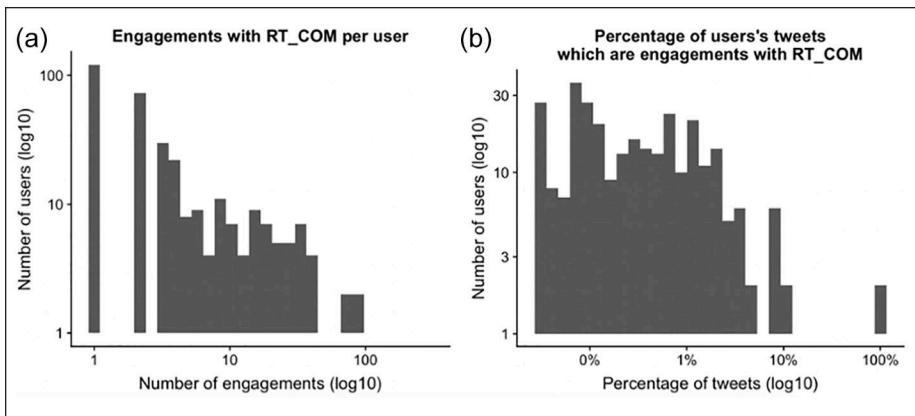 (a)
Engagements with RT_COM per user
100
10
1
Number of users (log10)
1 10 100
Number of engagements (log10)
(b)
Percentage of users's tweets
which are engagements with RT_COM
30
10
3
1
Number of users (log10)
0% 1% 10% 100%
Percentage of tweets (log10)